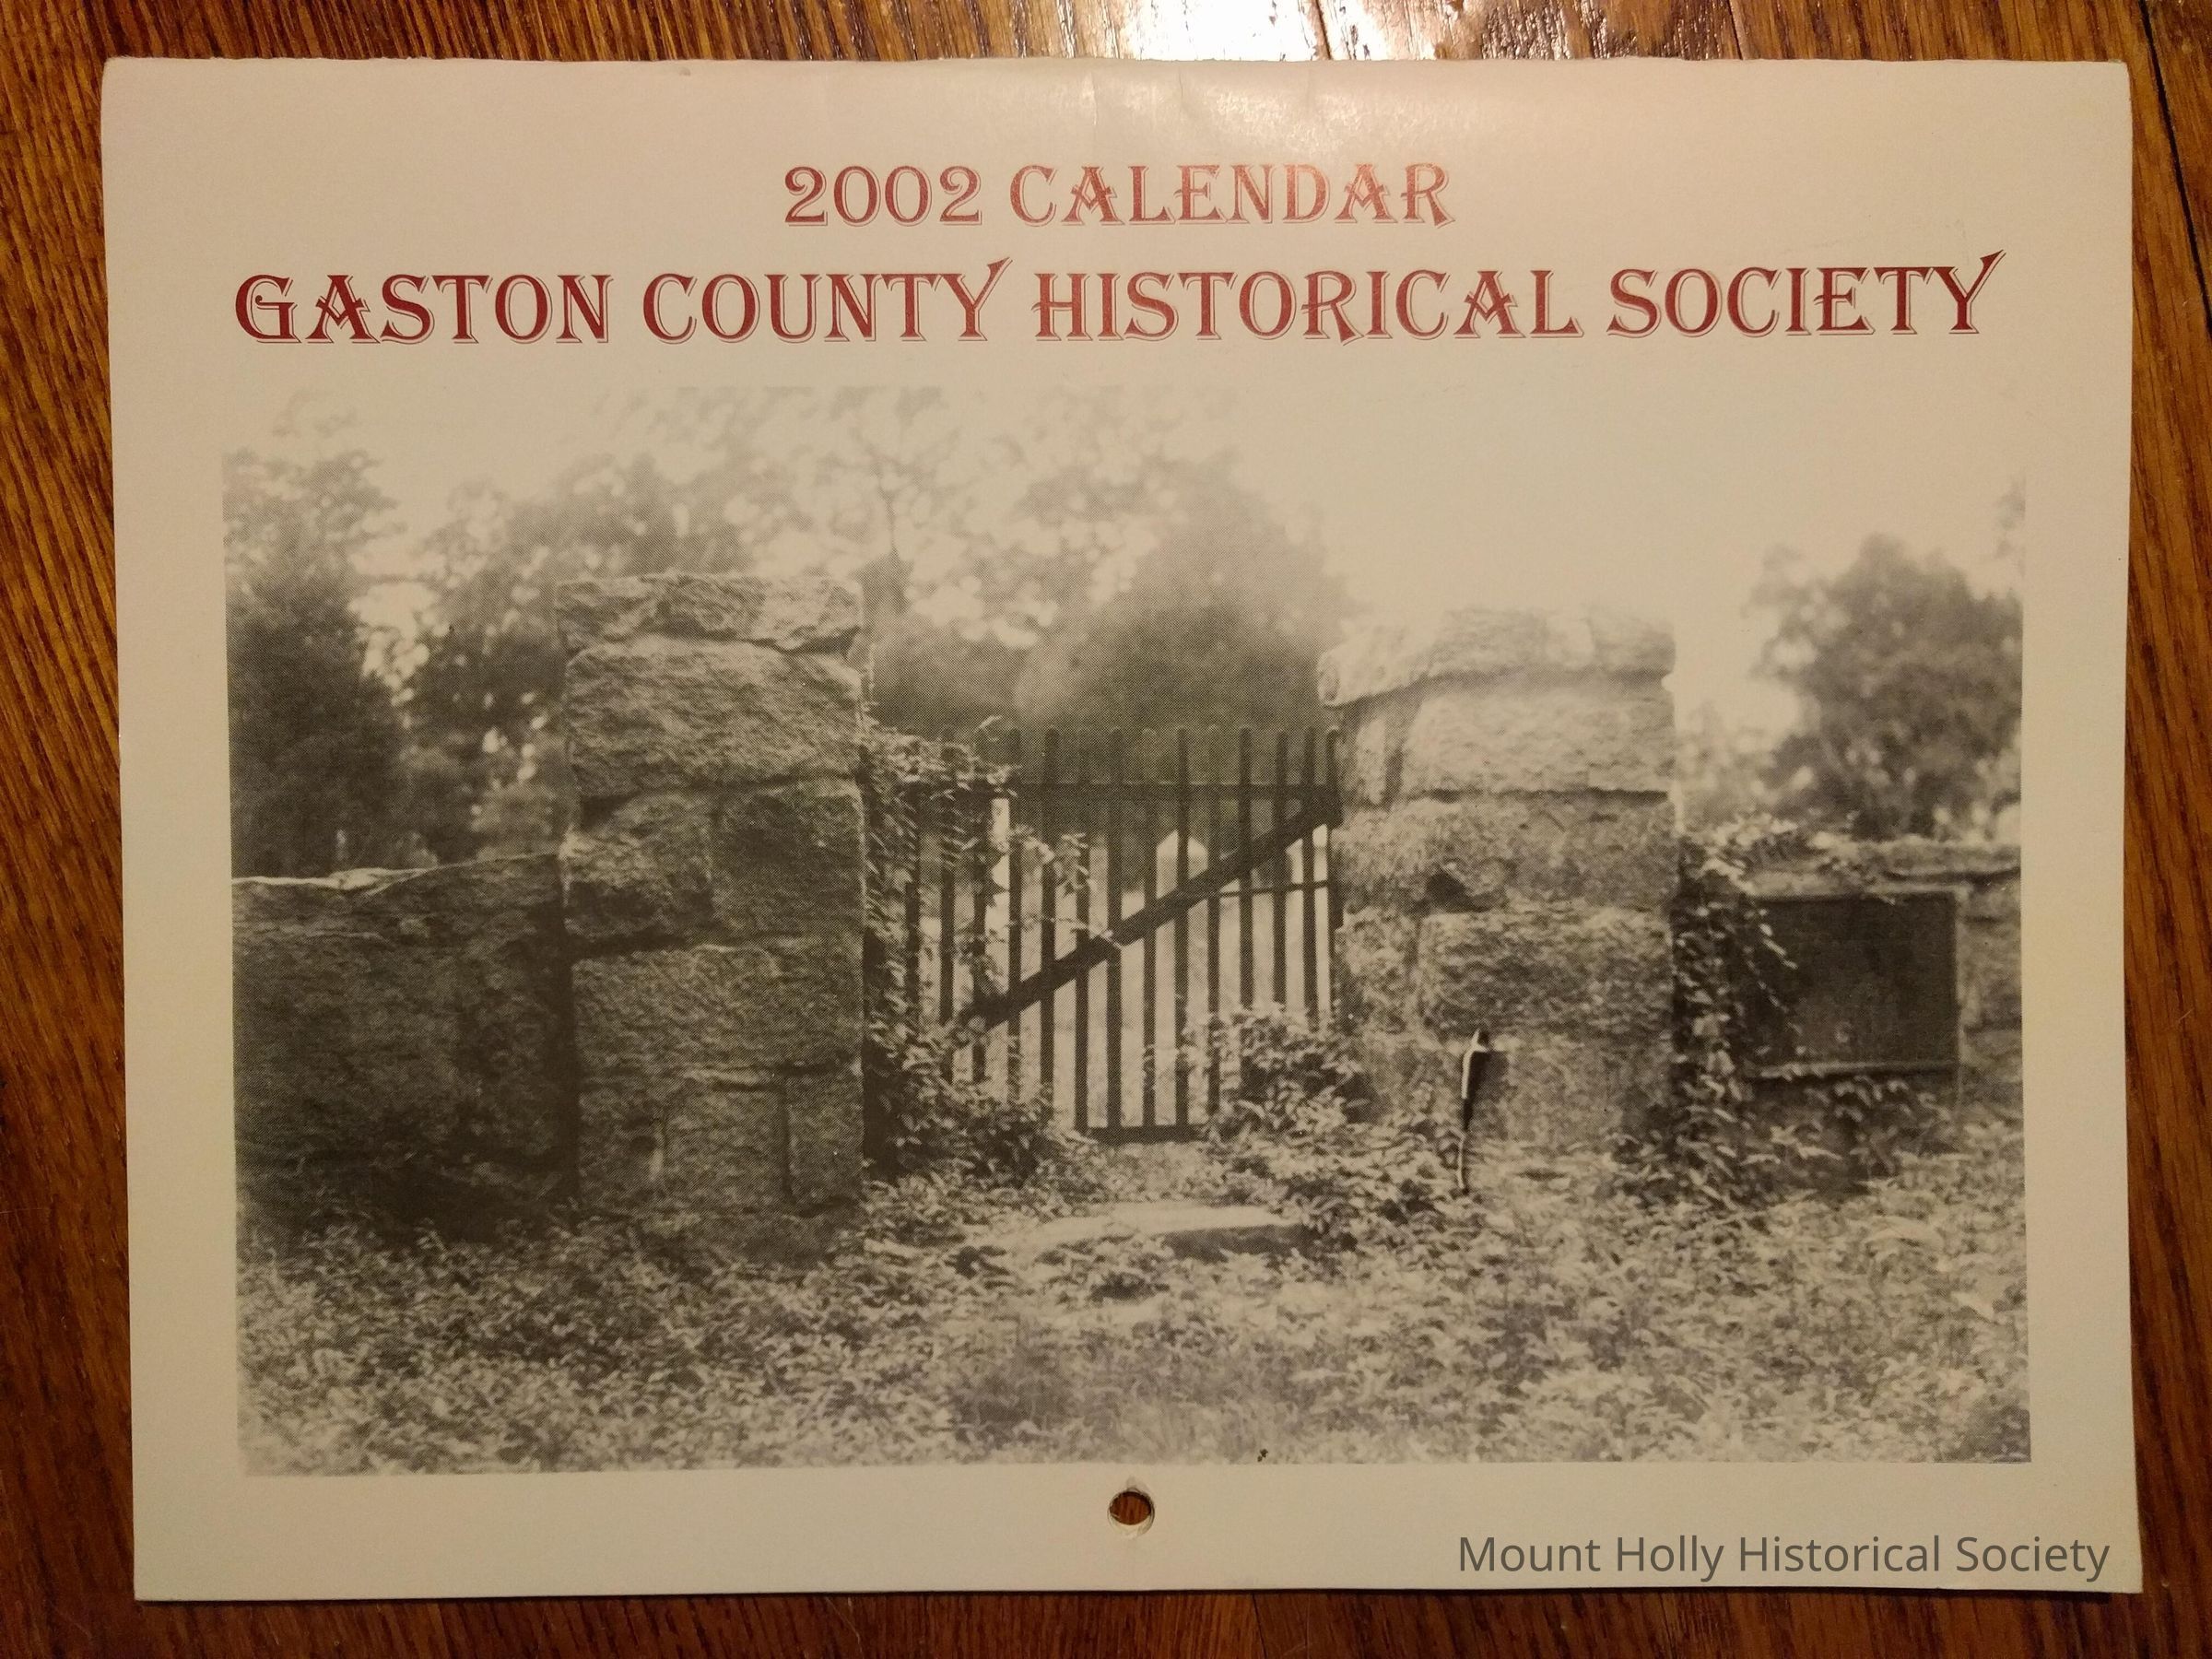 2002 CALENDAR
GASTON COUNTY HISTORICAL SOCIETY
Mount Holly Historical Society